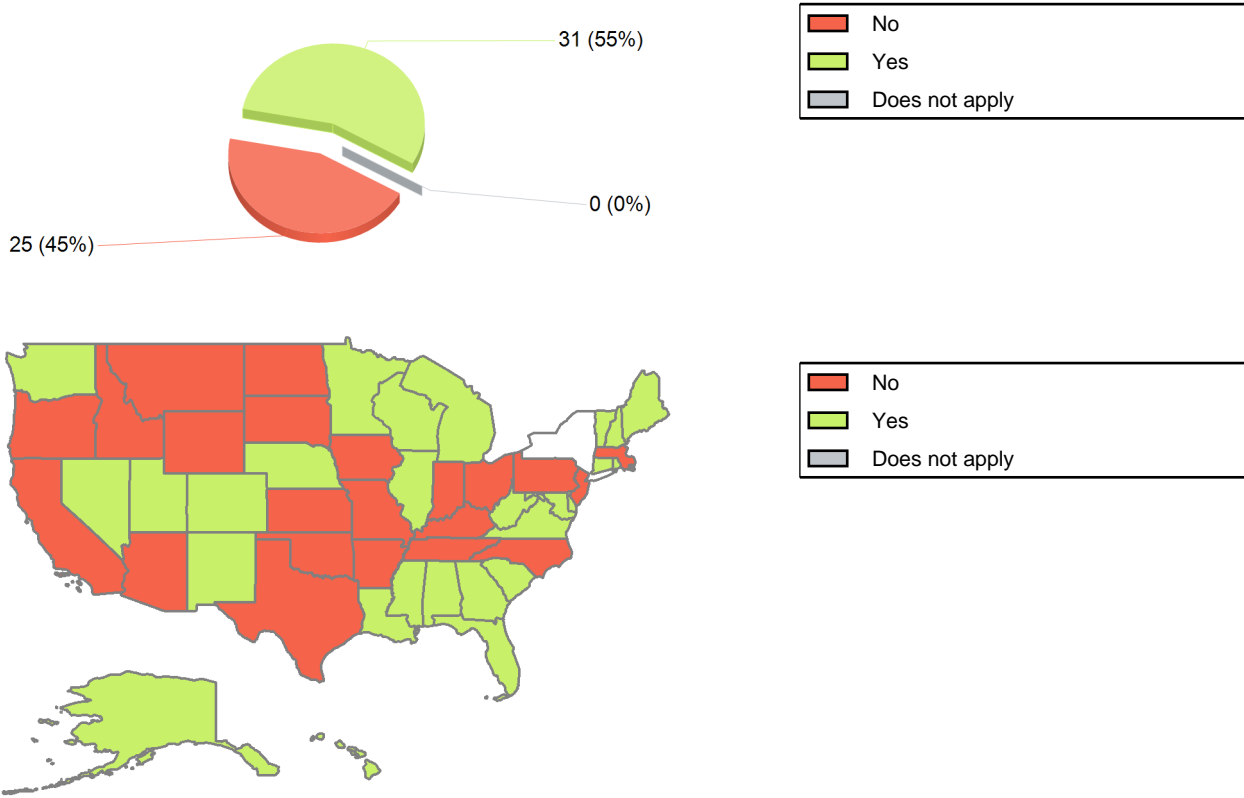 31 (55%)
0 (0%)
25 (45%)
No
Yes
Does not apply
No
Yes
Does not apply